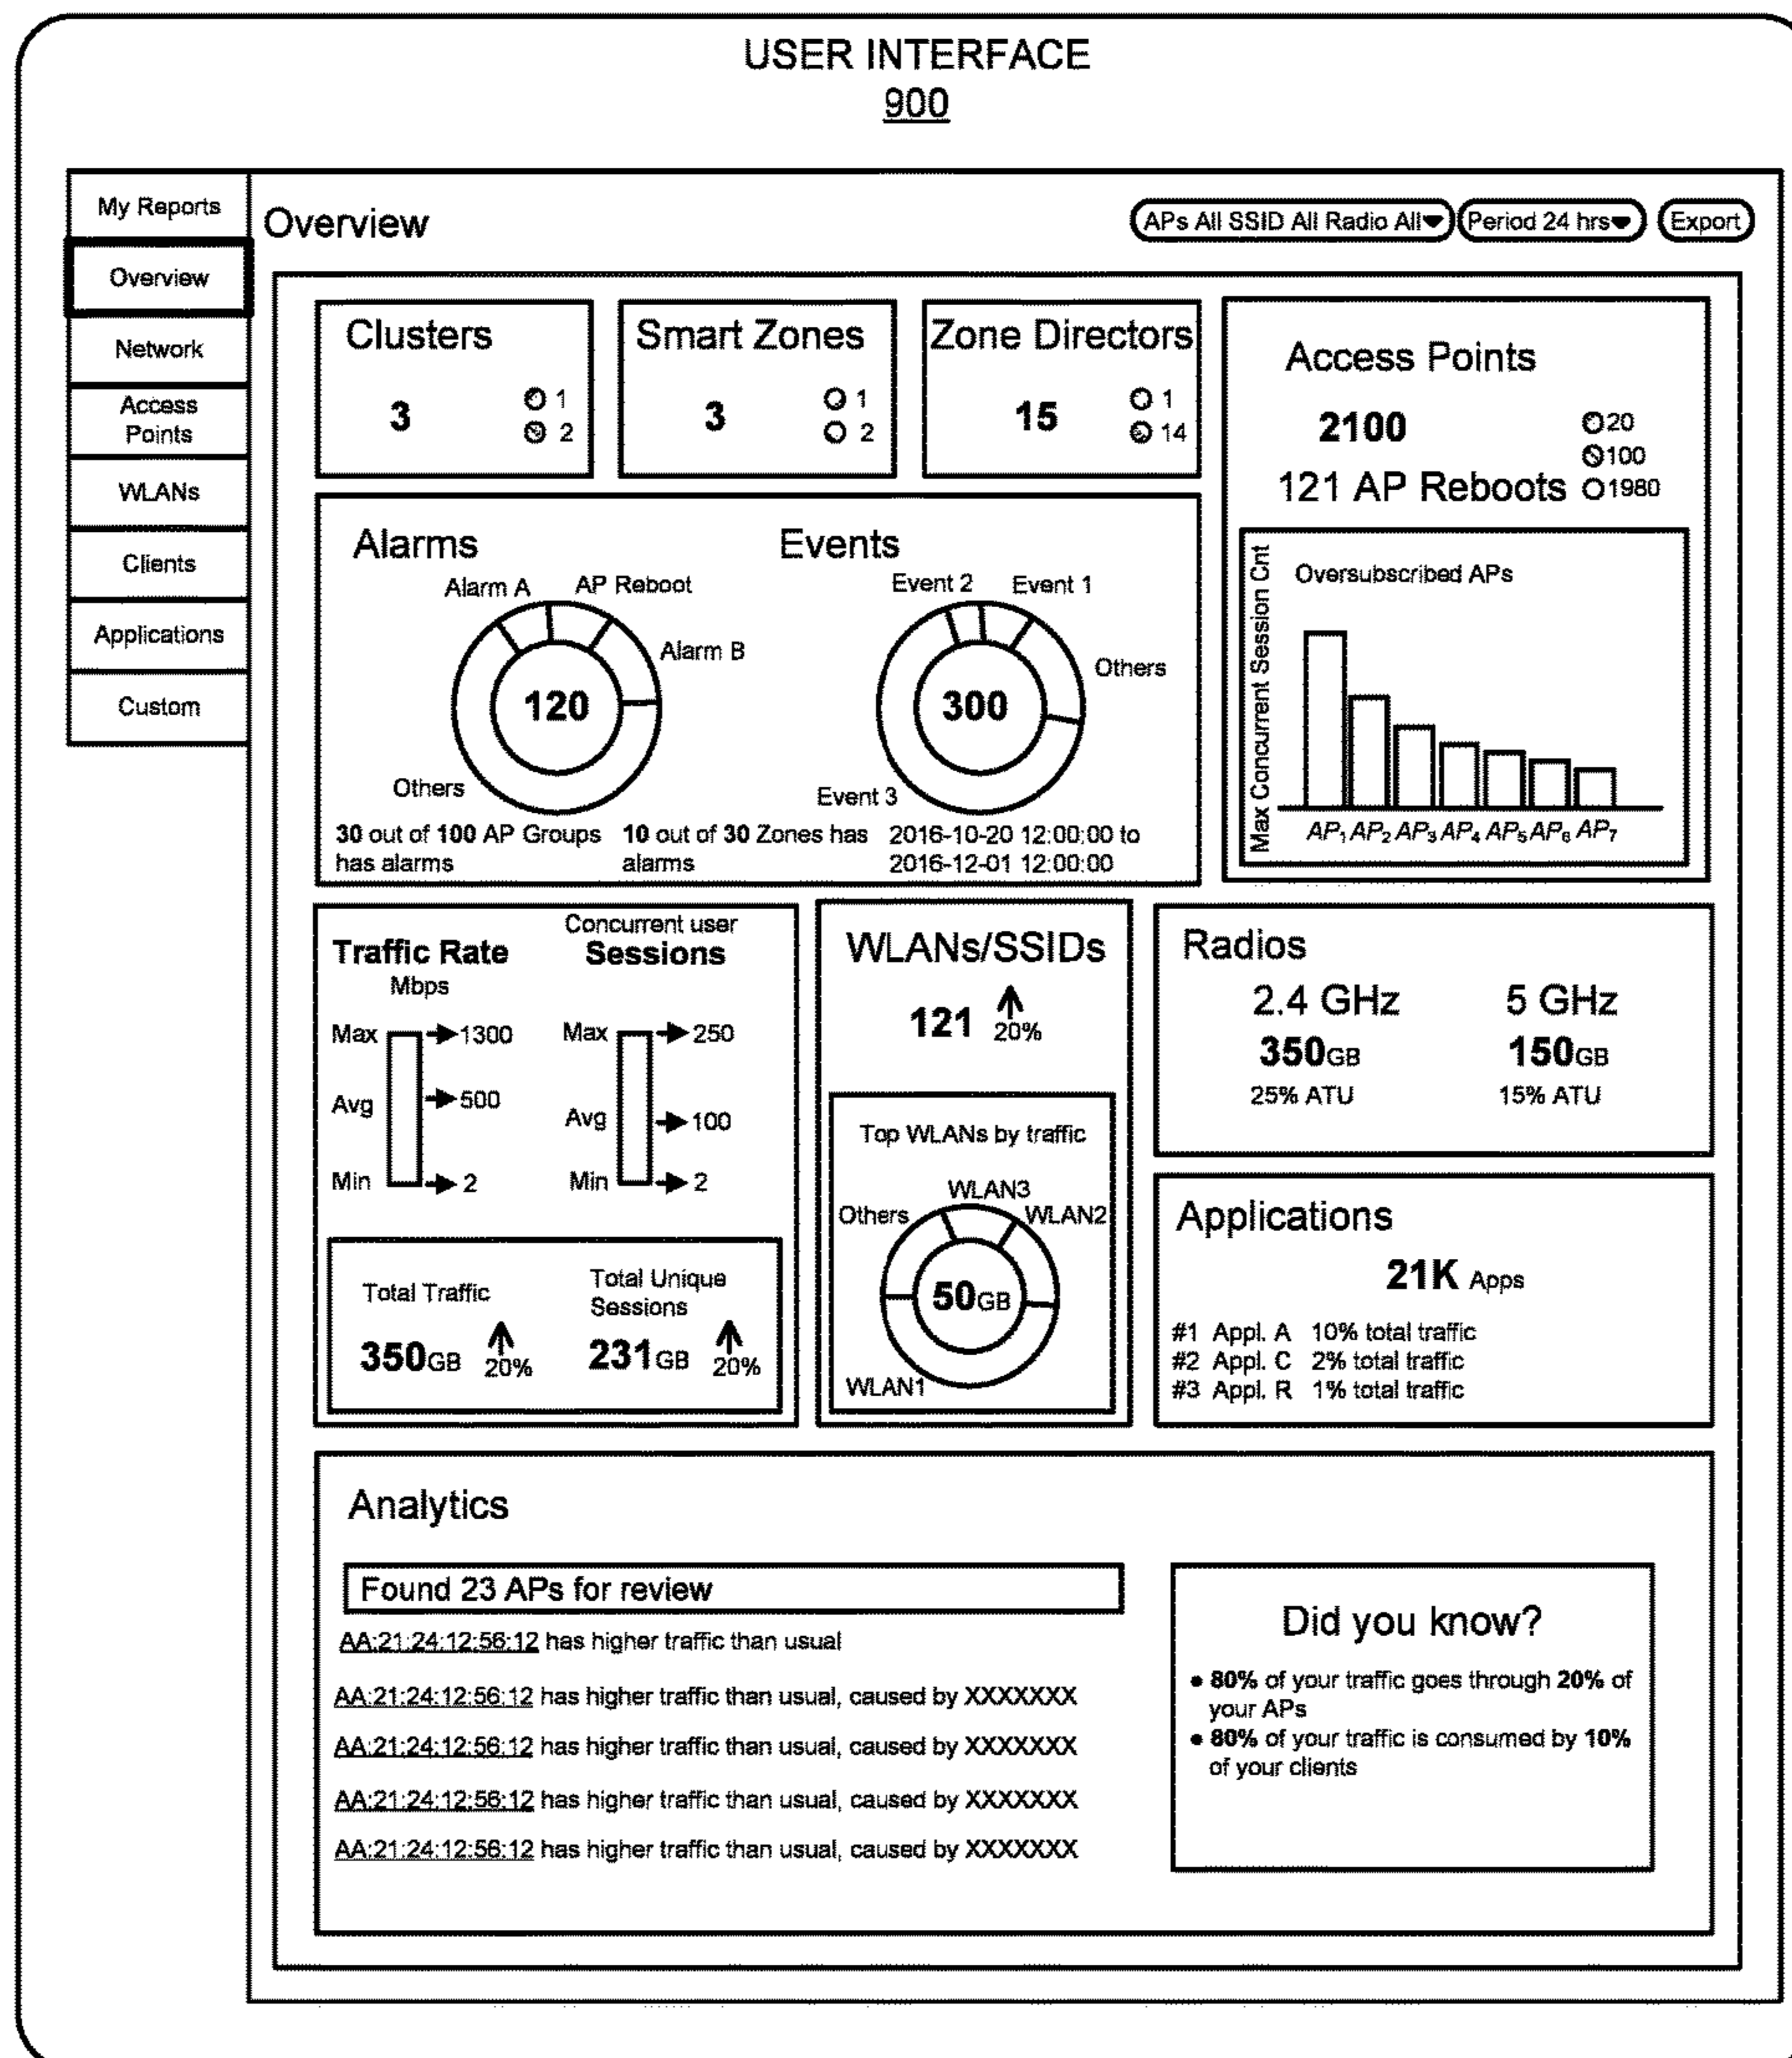 USER INTERFACE
900
My Reports
Overview
Network
Access
Points
WLANs
Clients
Applications
Custom
Overview
APs All SSID All Radio All
Period 24 hrs
Export
Clusters
3
1
2
Smart Zones
3
1
2
Zone Directors
15
1
14
Access Points
2100
20
100
121 AP Reboots
1980
Max Concurrent Session Cnt
Oversubscribed APs
AP1 AP2 AP3 AP4 AP5 AP6 AP7
Alarms
Alarm A
AP Reboot
Alarm B
120
Others
Events
Event 2
Event 1
Others
300
Event 3
30 out of 100 AP Groups
has alarms
10 out of 30 Zones has
alarms
2016-10-20 12:00:00 to
2016-12-01 12:00:00
Traffic Rate
Mbps
Max
1300
Avg
500
Min
2
Concurrent user
Sessions
Max
250
Avg
100
Min
2
Total Traffic
350GB
20%
Total Unique
Sessions
231GB
20%
WLANs/SSIDs
121
20%
Top WLANs by traffic
WLAN3
Others
WLAN2
50GB
WLAN1
Radios
2.4 GHz
350GB
25% ATU
5 GHz
150GB
15% ATU
Applications
21K Apps
#1 Appl. A 10% total traffic
#2 Appl. C 2% total traffic
#3 Appl. R 1% total traffic
Analytics
Found 23 APs for review
AA:21:24:12:56:12 has higher traffic than usual
AA:21:24:12:56:12 has higher traffic than usual, caused by XXXXXXX
AA:21:24:12:56:12 has higher traffic than usual, caused by XXXXXXX
AA:21:24:12:56:12 has higher traffic than usual, caused by XXXXXXX
AA:21:24:12:56:12 has higher traffic than usual, caused by XXXXXXX
Did you know?
• 80% of your traffic goes through 20% of
your APs
• 80% of your traffic is consumed by 10%
of your clients